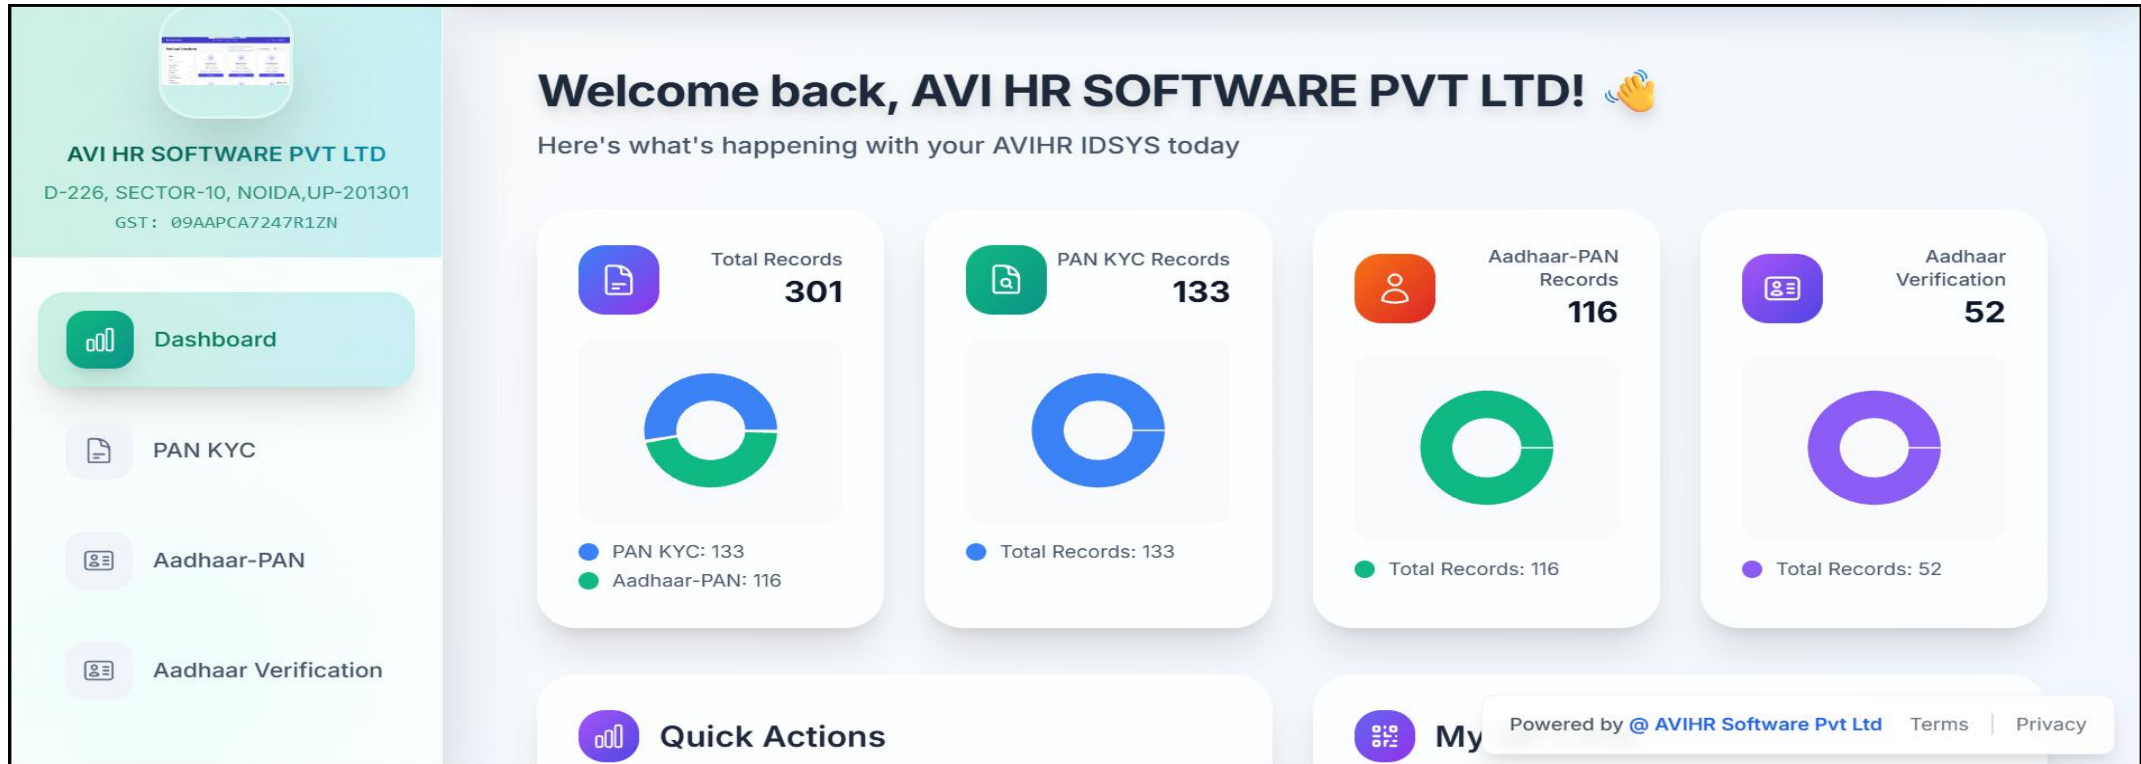 AVI HR SOFTWARE PVT LTD
D-226, SECTOR-10, NOIDA,UP-201301
GST: 09AAPCA7247R1ZN
Dashboard
PAN KYC
Aadhaar-PAN
Aadhaar Verification
Welcome back, AVI HR SOFTWARE PVT LTD! 👋
Here's what's happening with your AVIHR IDSYS today
Total Records
301
PAN KYC: 133
Aadhaar-PAN: 116
PAN KYC Records
133
Total Records: 133
Aadhaar-PAN
Records
116
Total Records: 116
Aadhaar
Verification
52
Total Records: 52
Quick Actions
My
Powered by @ AVIHR Software Pvt Ltd
Terms | Privacy